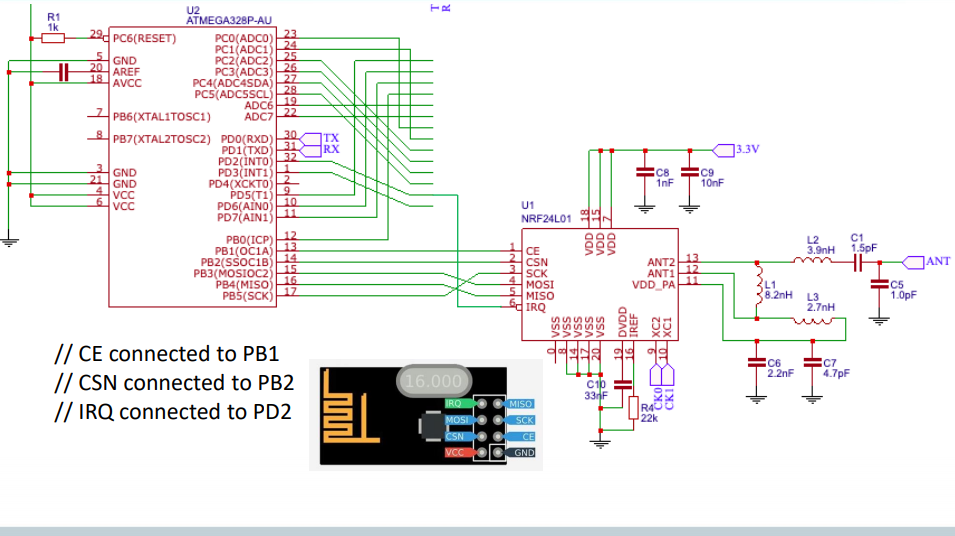 T
R
R1
1k
U2
ATMEGA328P-AU
29 PC6(RESET)
5 GND
20 AREF
18 AVCC
7 PB6(XTAL1TOSC1)
8 PB7(XTAL2TOSC2)
3 GND
21 GND
4 VCC
6 VCC
PC0(ADC0) 23
PC1(ADC1) 24
PC2(ADC2) 25
PC3(ADC3) 26
PC4(ADC4SDA) 27
PC5(ADC5SCL) 28
ADC6 19
ADC7 22
PD0(RXD) 30 TX
PD1(TXD) 31 RX
PD2(INT0) 32
PD3(INT1) 1
PD4(XCKT0) 2
PD5(T1) 9
PD6(AIN0) 10
PD7(AIN1) 11
PB0(ICP) 12
PB1(OC1A) 13
PB2(SSOC1B) 14
PB3(MOSIOC2) 15
PB4(MISO) 16
PB5(SCK) 17
3.3V
C8
1nF
C9
10nF
U1
NRF24L01
18 15 7
VDD VDD VDD
1 CE
2 CSN
3 SCK
4 MOSI
5 MISO
6 IRQ
ANT2 13
ANT1 12
VDD_PA 11
VSS VSS VSS VSS VSS DVDD IREF XC2 XC1
0 8 14 17 20 19 16 9 10
L2
3.9nH
C1
1.5pF
ANT
L1
8.2nH
C5
1.0pF
L3
2.7nH
C6
2.2nF
C7
4.7pF
C10
33nF
R4
22k
CK0
CK1
// CE connected to PB1
// CSN connected to PB2
// IRQ connected to PD2
16.000
IRQ MISO
MOSI SCK
CSN CE
VCC GND